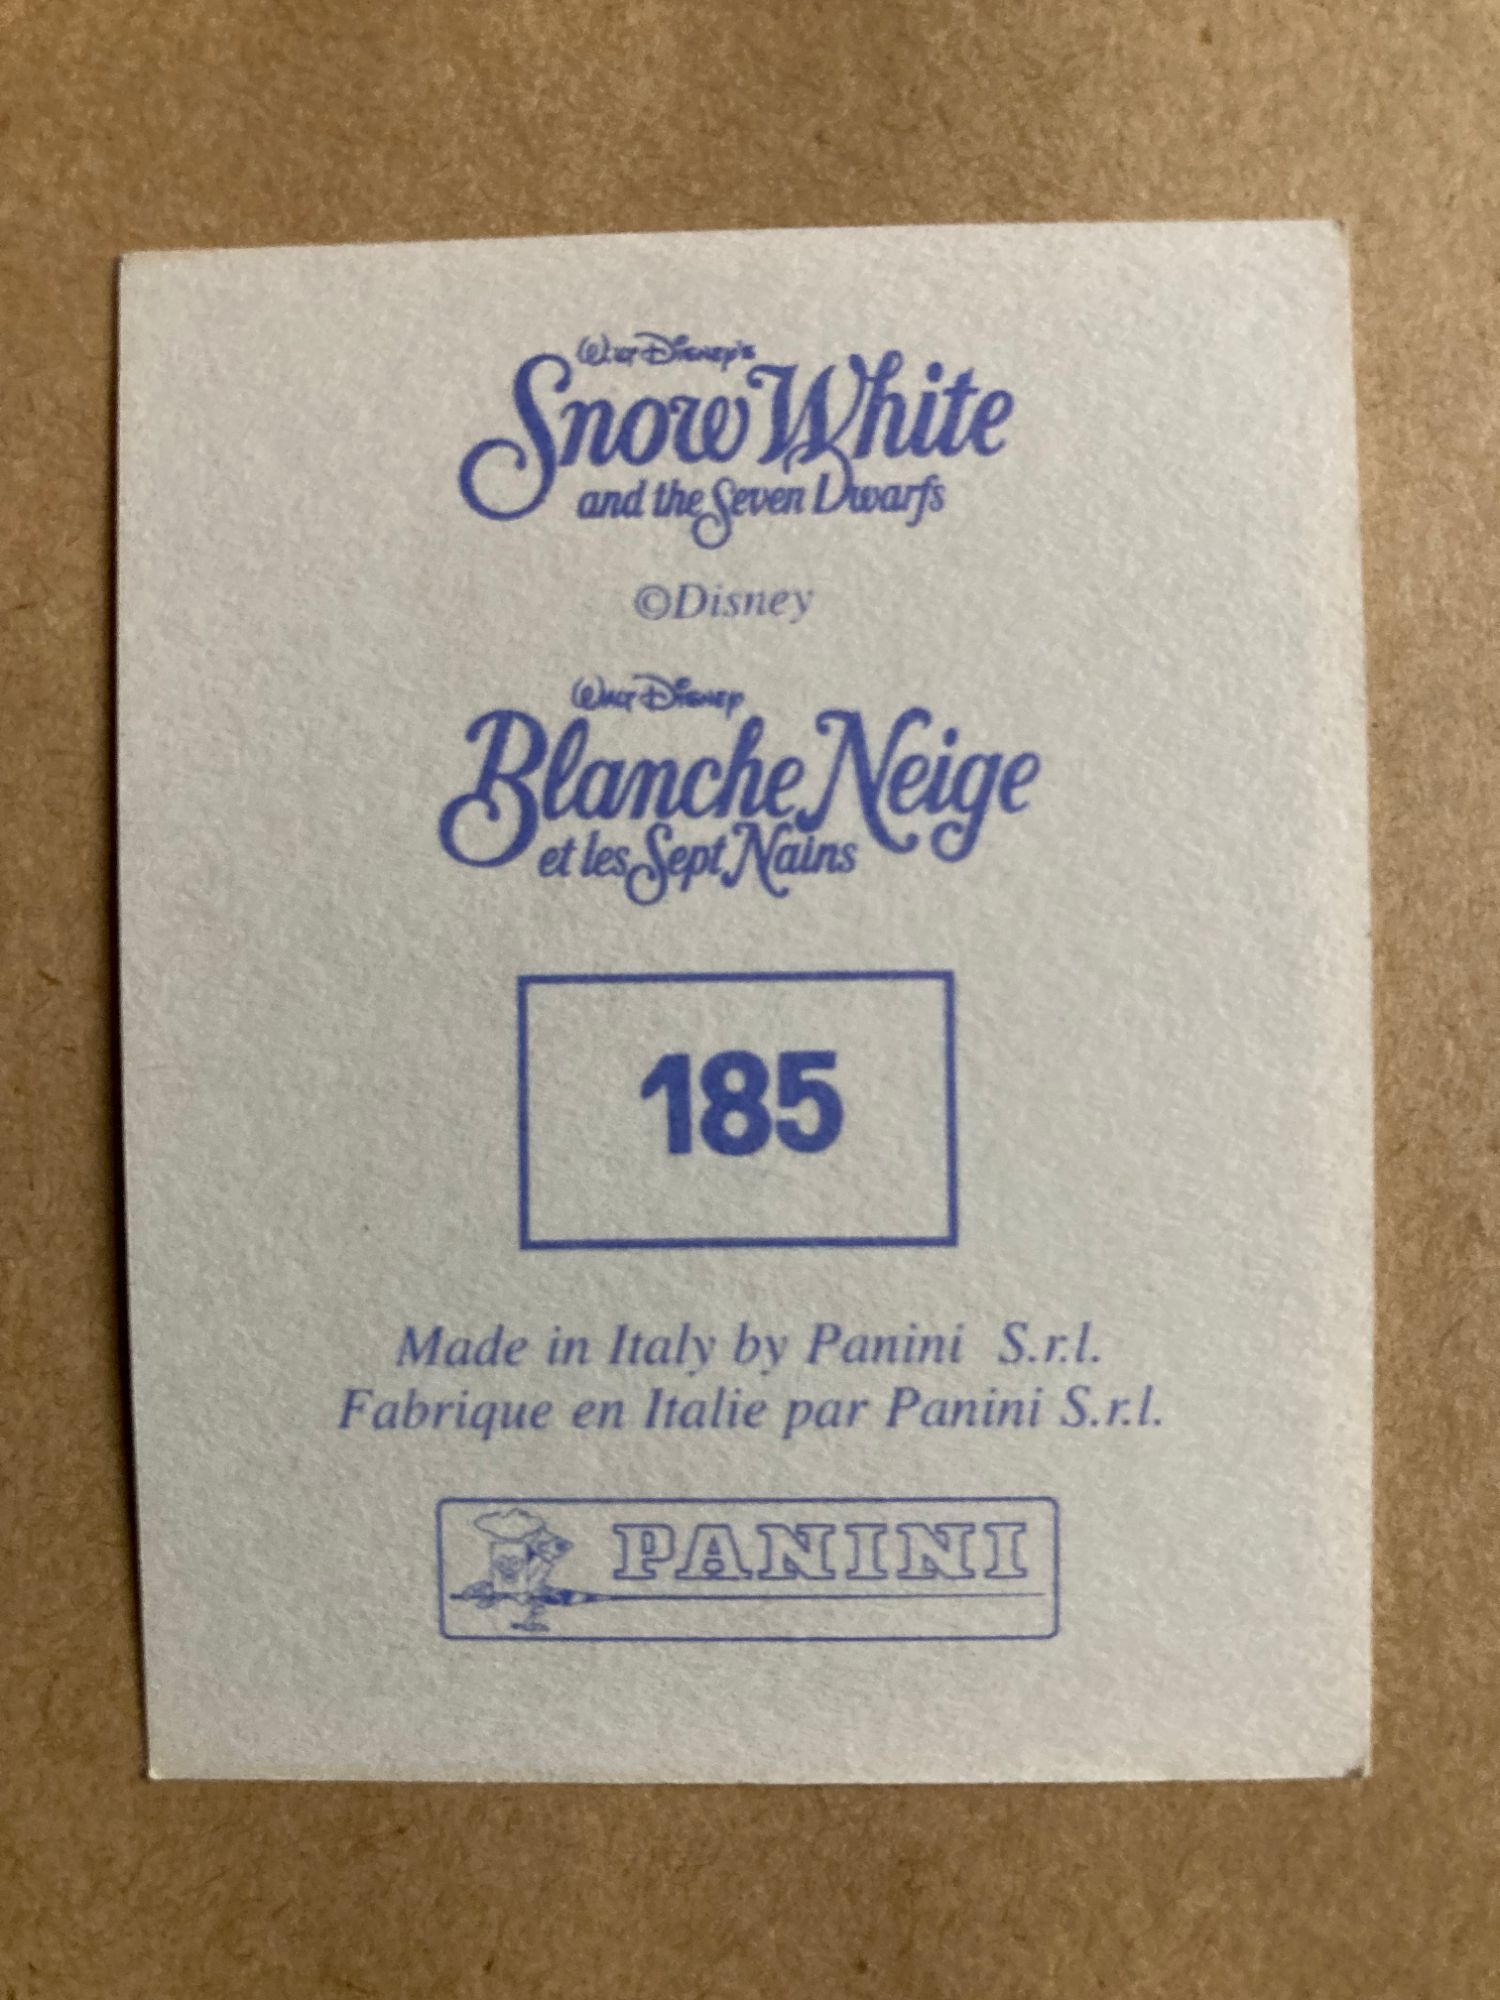 Walt Disney's
Snow White
and the Seven Dwarfs
©Disney
Walt Disney
Blanche Neige
et les Sept Nains
185
Made in Italy by Panini S.r.l.
Fabrique en Italie par Panini S.r.l.
PANINI